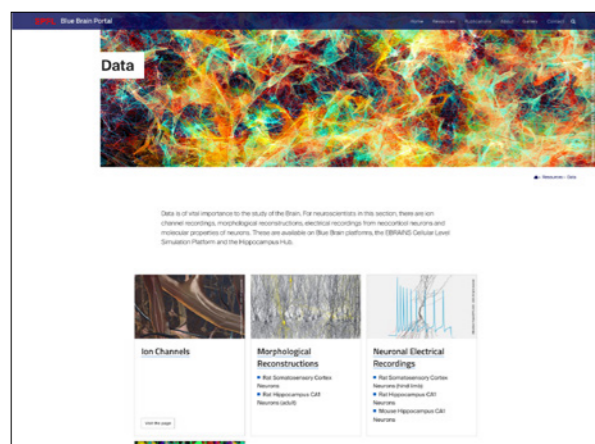 EPFL Blue Brain Portal Home Resources Publications About Gallery Contact
Data
Resources › Data
Data is of vital importance to the study of the Brain. For neuroscientists in this section, there are ion
channel recordings, morphological reconstructions, electrical recordings from neocortical neurons and
molecular properties of neurons. These are available on Blue Brain platforms, the EBRAINS Cellular Level
Simulation Platform and the Hippocampus Hub.
Ion Channels
Visit the page
Morphological
Reconstructions
Rat Somatosensory Cortex
Neurons
Rat Hippocampus CA1
Neurons (adult)
Neuronal Electrical
Recordings
Rat Somatosensory Cortex
Neurons (hind limb)
Rat Hippocampus CA1
Neurons
Mouse Hippocampus CA1
Neurons